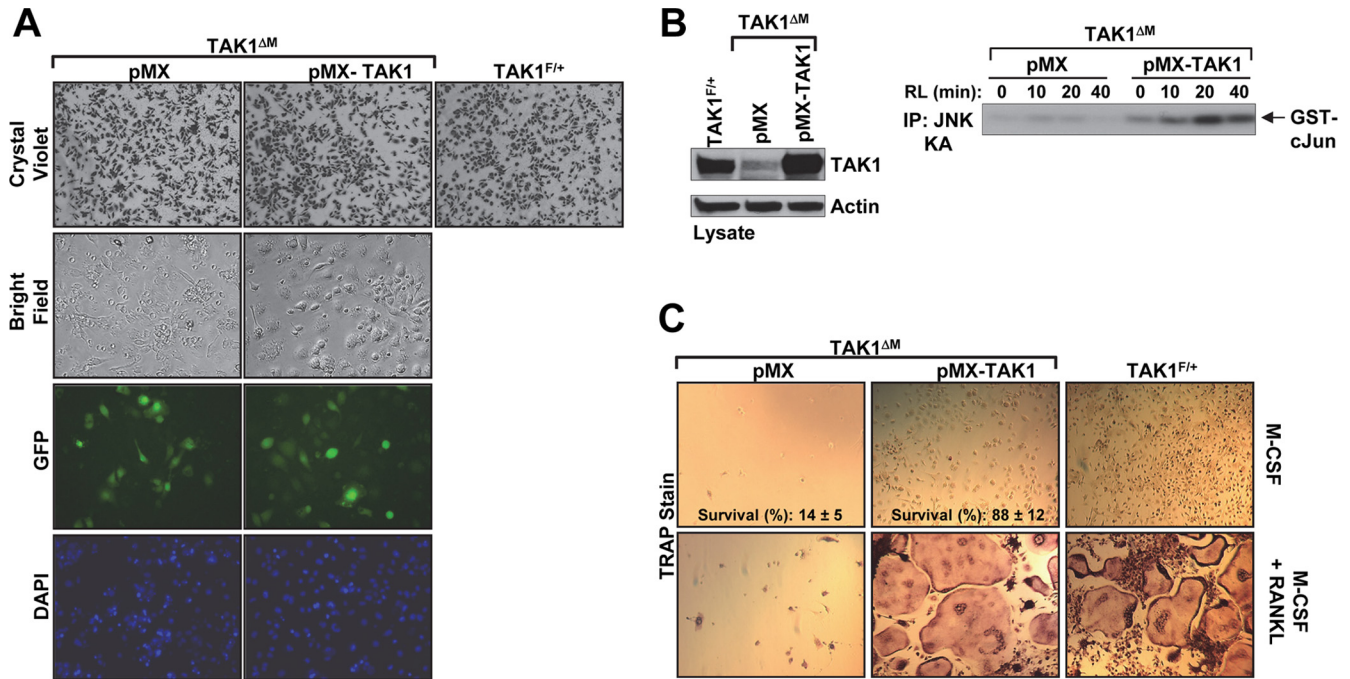 A
TAK1ΔM
pMX
pMX- TAK1
TAK1F/+
Crystal
Violet
Bright
Field
GFP
DAPI
B
TAK1ΔM
TAK1F/+
pMX
pMX-TAK1
TAK1
Actin
Lysate
TAK1ΔM
pMX
pMX-TAK1
RL (min): 0 10 20 40 0 10 20 40
IP: JNK
KA
GST-
cJun
C
TAK1ΔM
pMX
pMX-TAK1
TAK1F/+
TRAP Stain
Survival (%): 14 ± 5
Survival (%): 88 ± 12
M-CSF
M-CSF
+ RANKL